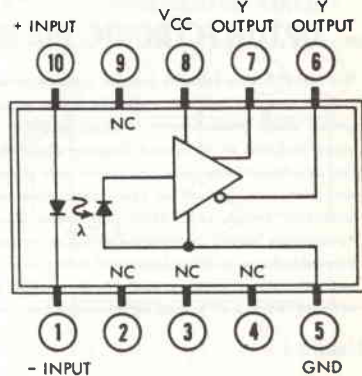 + INPUT
V CC
Y OUTPUT
Y OUTPUT
10
9
8
7
6
NC
λ
NC
NC
NC
1
2
3
4
5
- INPUT
GND